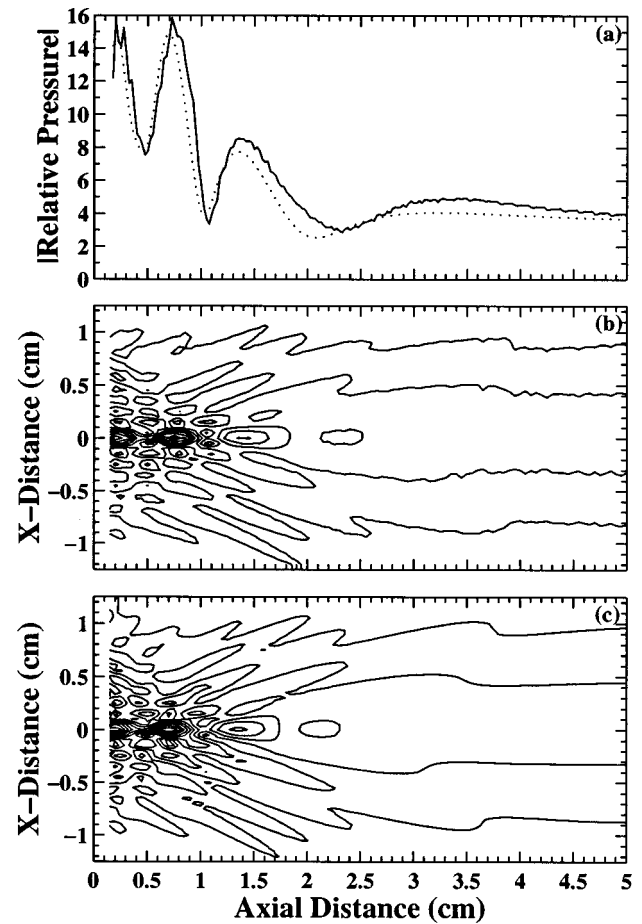 16
(a)
14
12
10
8
6
4
2
0
|Relative Pressure|
(b)
1
0.5
0
−0.5
−1
X−Distance (cm)
(c)
1
0.5
0
−0.5
−1
X−Distance (cm)
0 0.5 1 1.5 2 2.5 3 3.5 4 4.5 5
Axial Distance (cm)